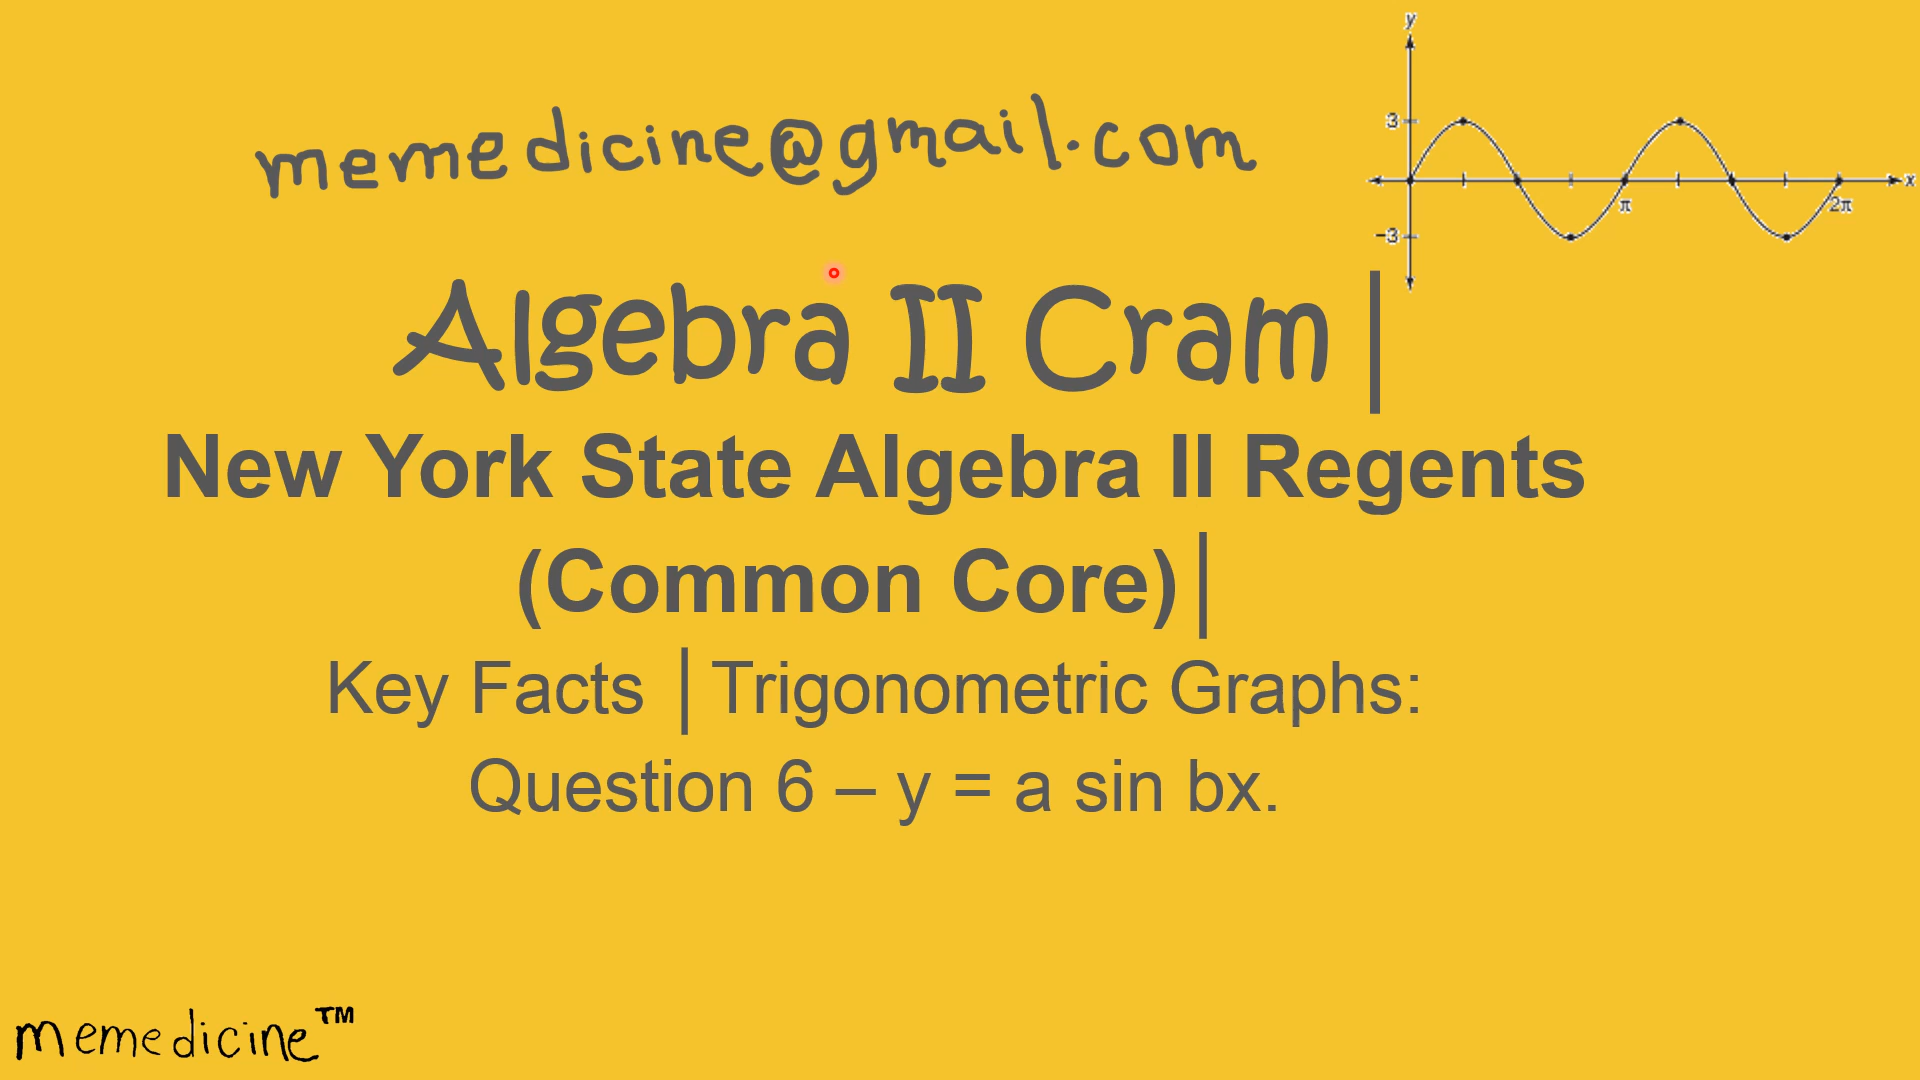 y
memedicine@gmail.com
3
x
π
2π
-3
Algebra II Cram|
New York State Algebra II Regents
(Common Core)|
Key Facts |Trigonometric Graphs:
Question 6 – y = a sin bx.
memedicine™